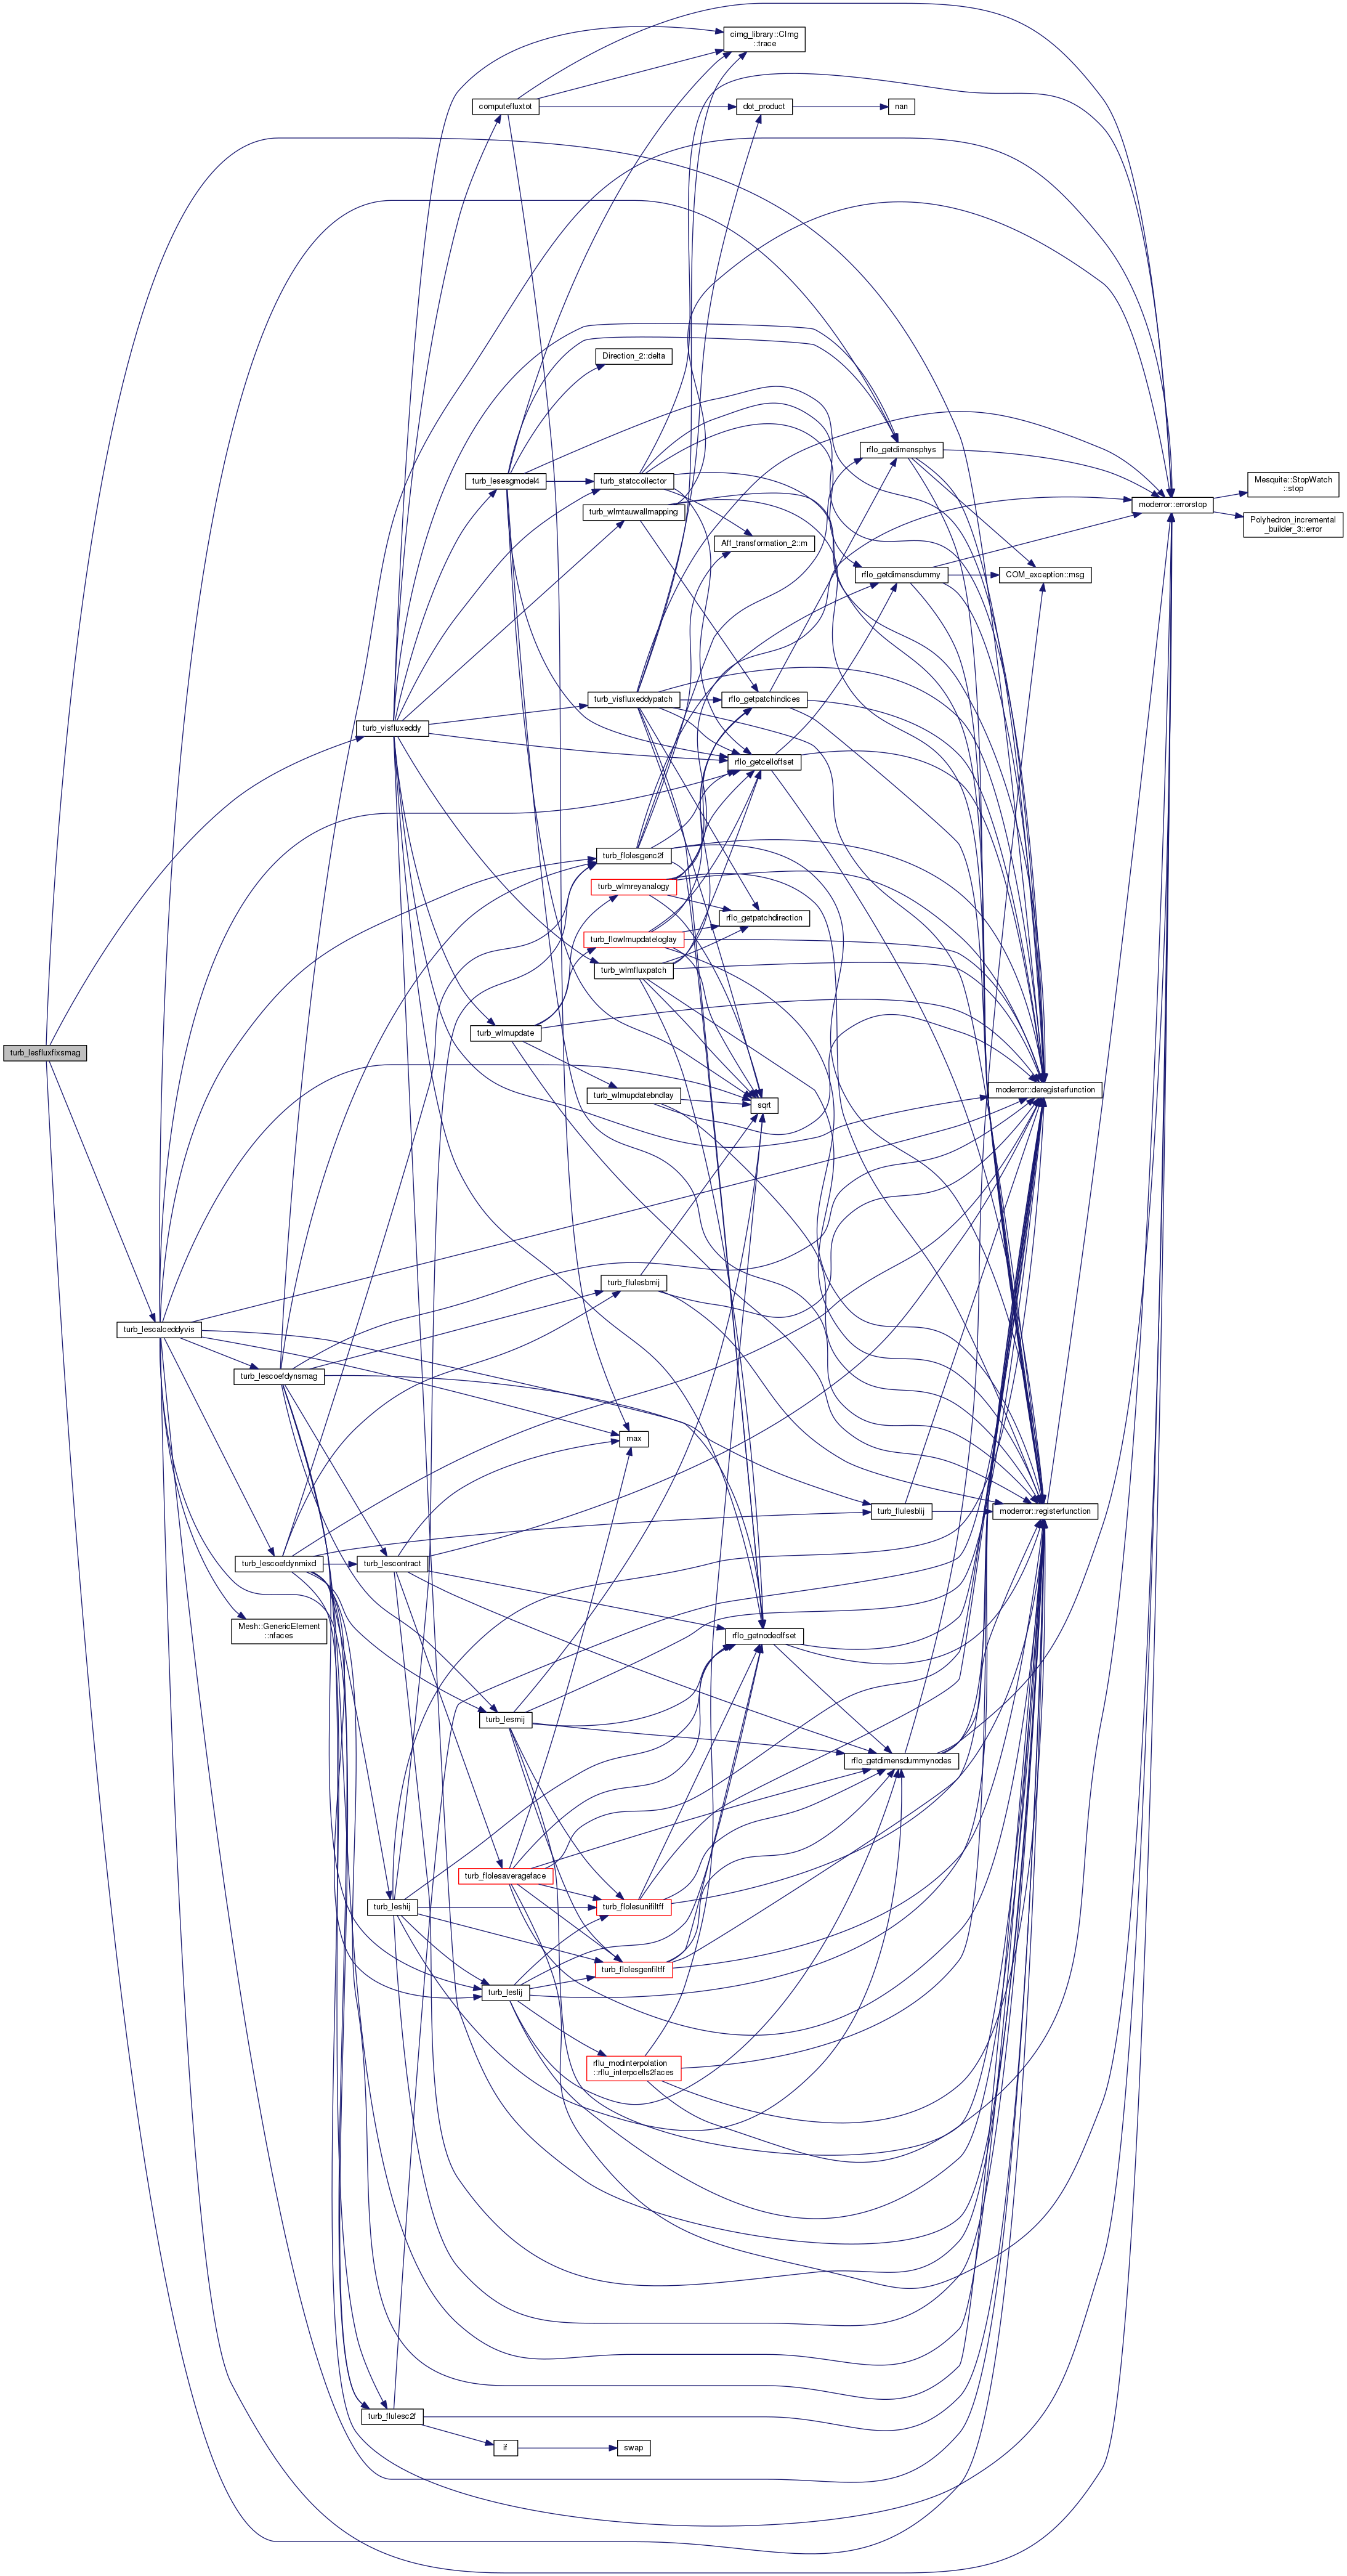 cimg_library::CImg
::trace
computefluxtot
dot_product
nan
Direction_2::delta
rflo_getdimensphys
turb_lesesgmodel4
turb_statccollector
Mesquite::StopWatch
::stop
moderror::errorstop
turb_wlmtauwallmapping
Polyhedron_incremental
_builder_3::error
Aff_transformation_2::m
rflo_getdimensdummy
COM_exception::msg
turb_visfluxeddypatch
rflo_getpatchindices
turb_visfluxeddy
rflo_getcelloffset
turb_flolesgenc2f
turb_wlmreyanalogy
rflo_getpatchdirection
turb_flowlmupdateloglay
turb_wlmfluxpatch
turb_wlmupdate
turb_lesfluxfixsmag
moderror::deregisterfunction
turb_wlmupdatebndlay
sqrt
turb_flulesbmij
turb_lescalceddyvis
turb_lescoefdynsmag
max
turb_flulesblij
moderror::registerfunction
turb_lescoefdynmixd
turb_lescontract
Mesh::GenericElement
::nfaces
rflo_getnodeoffset
turb_lesmij
rflo_getdimensdummynodes
turb_flolesaverageface
turb_leshij
turb_flolesunifiltff
turb_flolesgenfiltff
turb_leslij
rflu_modinterpolation
::rflu_interpcells2faces
turb_flulesc2f
if
swap